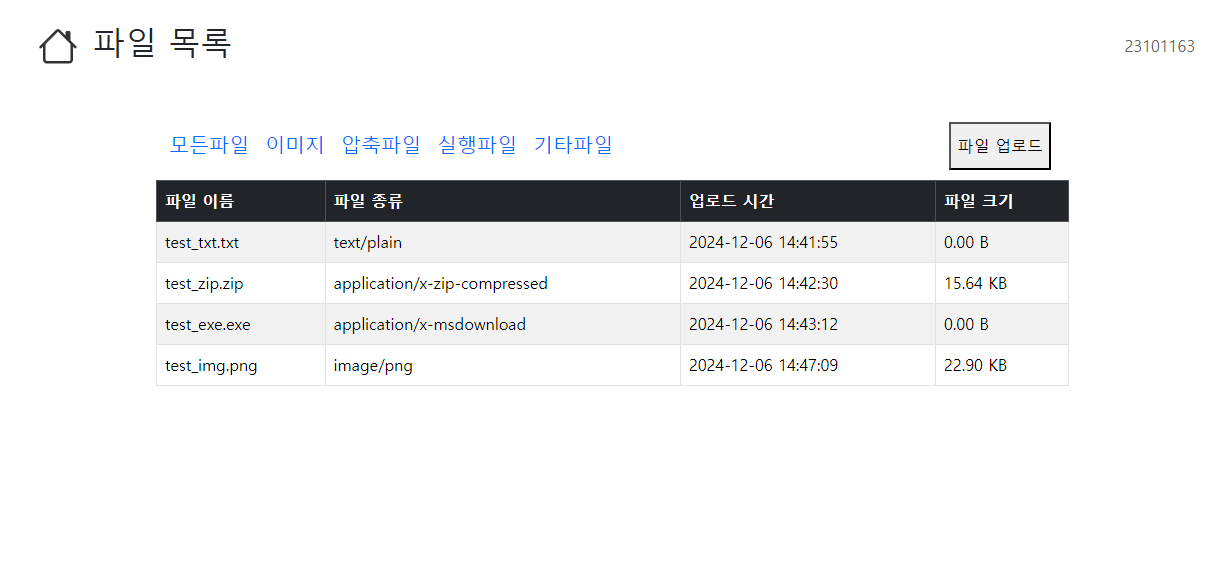 파일 목록
23101163
모든파일 이미지 압축파일 실행파일 기타파일
파일 업로드
파일 이름 파일 종류 업로드 시간 파일 크기
test_txt.txt text/plain 2024-12-06 14:41:55 0.00 B
test_zip.zip application/x-zip-compressed 2024-12-06 14:42:30 15.64 KB
test_exe.exe application/x-msdownload 2024-12-06 14:43:12 0.00 B
test_img.png image/png 2024-12-06 14:47:09 22.90 KB